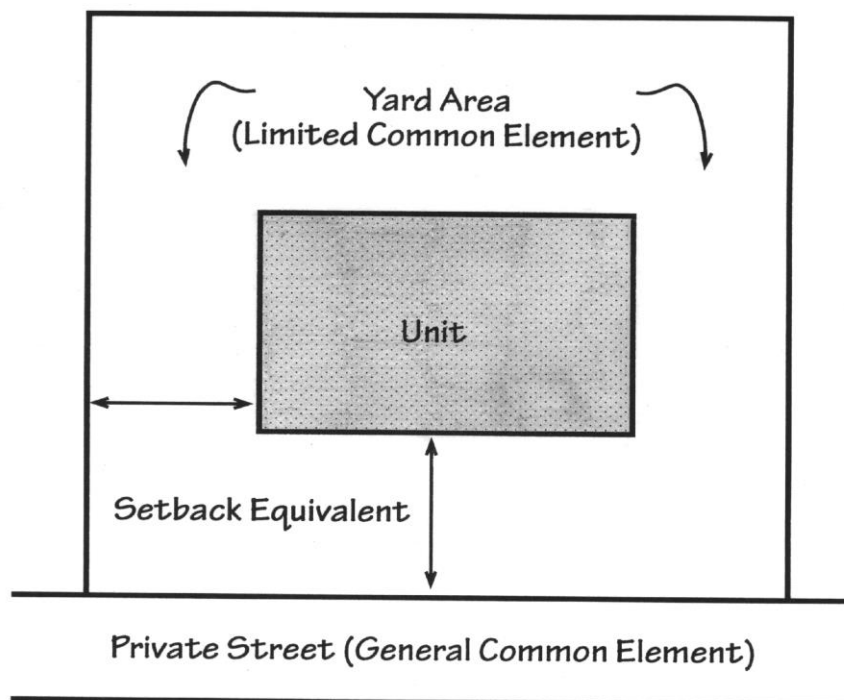 Yard Area
(Limited Common Element)
Unit
Setback Equivalent
Private Street (General Common Element)